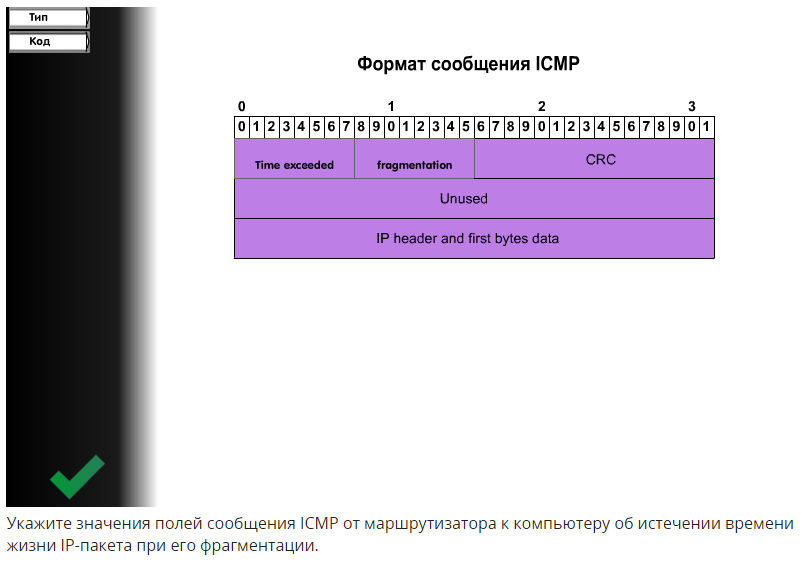 Тип
Код
Формат сообщения ICMP
0 1 2 3
0 1 2 3 4 5 6 7 8 9 0 1 2 3 4 5 6 7 8 9 0 1 2 3 4 5 6 7 8 9 0 1
Time exceeded fragmentation CRC
Unused
IP header and first bytes data
Укажите значения полей сообщения ICMP от маршрутизатора к компьютеру об истечении времени
жизни IP-пакета при его фрагментации.